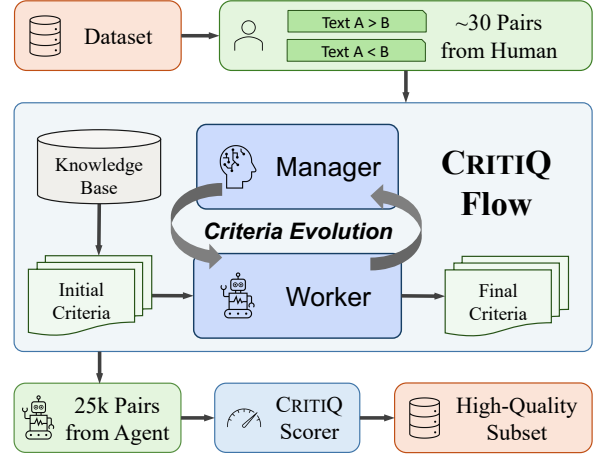 Dataset
Text A > B
Text A < B
~30 Pairs
from Human
Knowledge
Base
Manager
CRITIQ
Flow
Criteria Evolution
Initial
Criteria
Worker
Final
Criteria
25k Pairs
from Agent
CRITIQ
Scorer
High-Quality
Subset